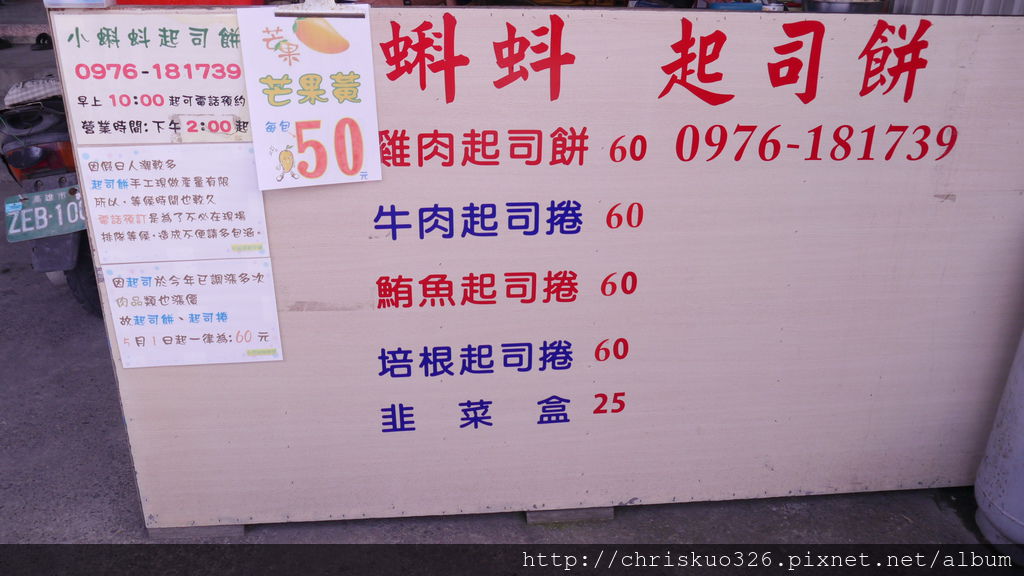 小蝌蚪起司餅
0976-181739
早上 10:00 起可電話預約
營業時間:下午 2:00 起
因假日人潮較多
起司餅手工現做產量有限
所以,等候時間也較久
電話預訂是為了不必在現場
排隊等候,造成不便請多包涵。
因起司於今年已調漲多次
肉品類也漲價
故起司餅、起司捲
5月1日起一律為:60 元
芒果
芒果黃
每包 50 元
蝌蚪 起司餅
雞肉起司餅 60 0976-181739
牛肉起司捲 60
鮪魚起司捲 60
培根起司捲 60
韭菜盒 25
高雄市
ZEB-10
http://chriskuo326.pixnet.net/album